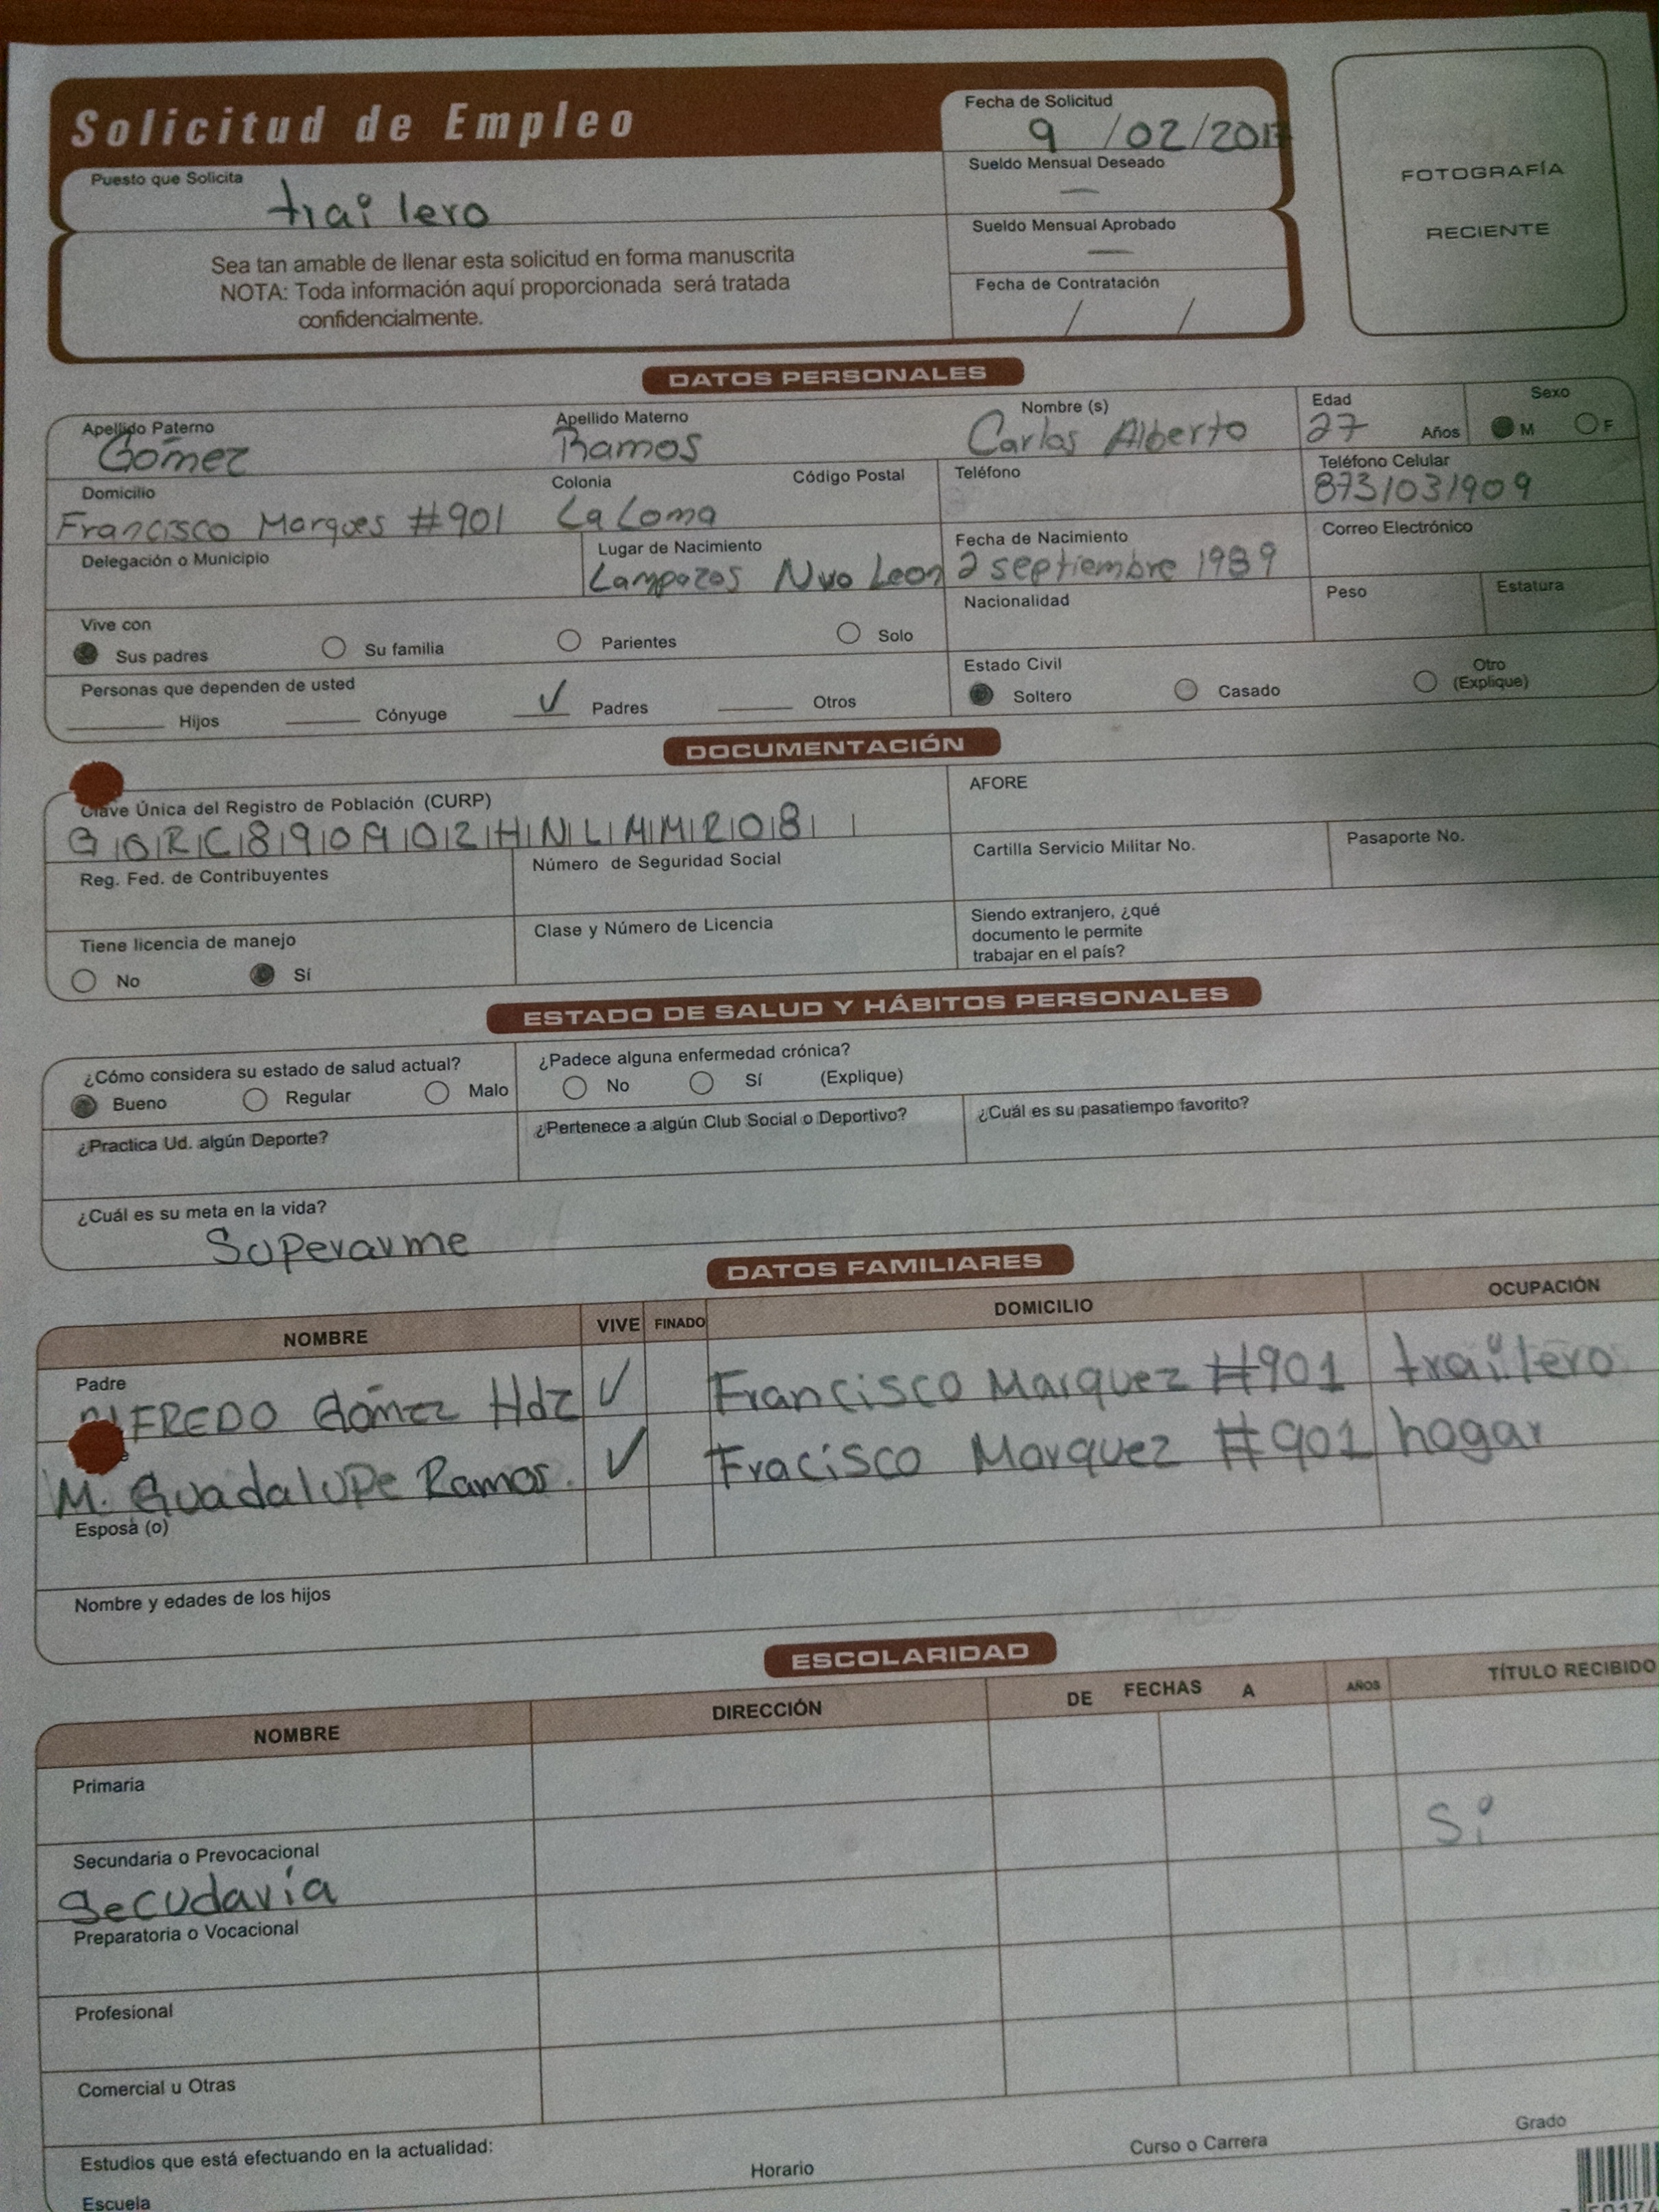 Solicitud de Empleo
Fecha de Solicitud
9 /02/2017
Puesto que Solicita
trailero
Sueldo Mensual Deseado
—
Sueldo Mensual Aprobado
—
Fecha de Contratación
/ /
Sea tan amable de llenar esta solicitud en forma manuscrita
NOTA: Toda información aquí proporcionada será tratada
confidencialmente.
FOTOGRAFÍA
RECIENTE
DATOS PERSONALES
Apellido Paterno Apellido Materno Nombre (s) Edad Sexo
Gómez Ramos Carlos Alberto 27 Años M F
Domicilio Colonia Código Postal Teléfono Teléfono Celular
Francisco Marques #901 La Loma 8731031909
Delegación o Municipio Lugar de Nacimiento Fecha de Nacimiento Correo Electrónico
Lampazos Nvo Leon 2 septiembre 1989
Vive con Nacionalidad Peso Estatura
Sus padres Su familia Parientes Solo
Personas que dependen de usted Estado Civil
Hijos Cónyuge ✓ Padres Otros Soltero Casado Otro
(Explique)
DOCUMENTACIÓN
Clave Única del Registro de Población (CURP) AFORE
G|O|R|C|8|9|0|9|0|2|H|N|L|M|M|R|0|8| |
Reg. Fed. de Contribuyentes Número de Seguridad Social Cartilla Servicio Militar No. Pasaporte No.
Tiene licencia de manejo Clase y Número de Licencia Siendo extranjero, ¿qué
documento le permite
trabajar en el país?
No Sí
ESTADO DE SALUD Y HÁBITOS PERSONALES
¿Cómo considera su estado de salud actual? ¿Padece alguna enfermedad crónica?
Bueno Regular Malo No Sí (Explique)
¿Practica Ud. algún Deporte? ¿Pertenece a algún Club Social o Deportivo? ¿Cuál es su pasatiempo favorito?
¿Cuál es su meta en la vida?
Superarme
DATOS FAMILIARES
NOMBRE VIVE FINADO DOMICILIO OCUPACIÓN
Padre
AlFREDO Gómez Hdz ✓ Francisco Marquez #901 trailero
M. Guadalupe Ramos. ✓ Fracisco Marquez #901 hogar
Esposa (o)
Nombre y edades de los hijos
ESCOLARIDAD
NOMBRE DIRECCIÓN DE FECHAS A AÑOS TÍTULO RECIBIDO
Primaria
Secundaria o Prevocacional Si
Secudaria
Preparatoria o Vocacional
Profesional
Comercial u Otras
Estudios que está efectuando en la actualidad:
Escuela Horario Curso o Carrera Grado